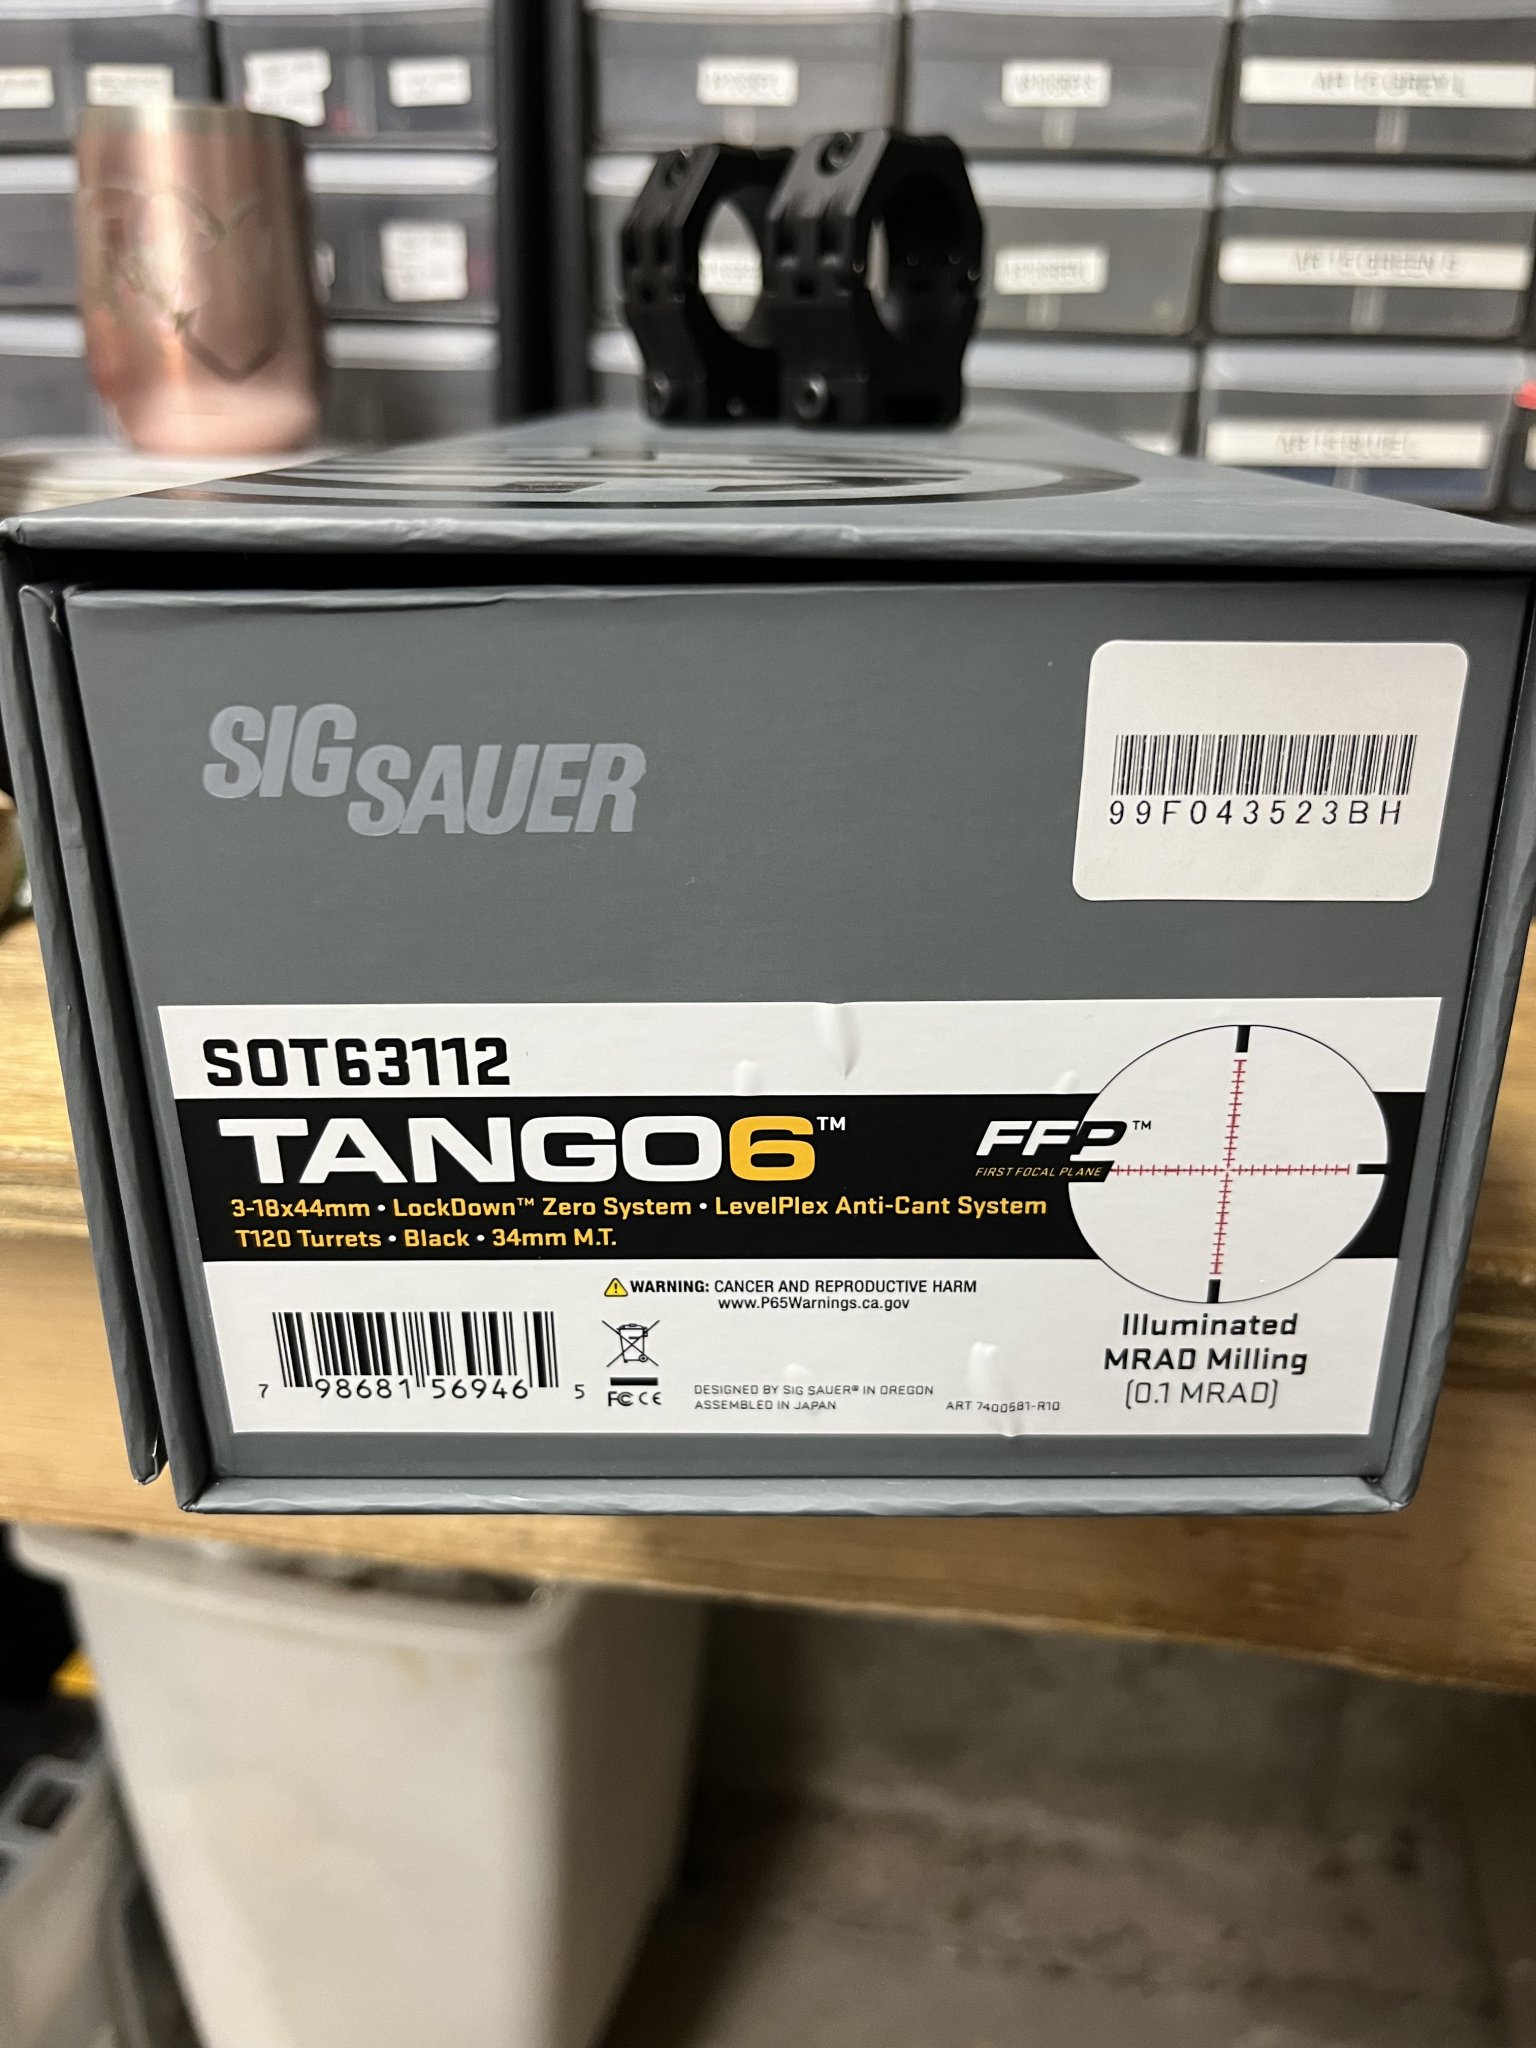 SIG SAUER
99F043523BH
SOT63112
TANGO6™
FFP™
FIRST FOCAL PLANE
3-18x44mm • LockDown™ Zero System • LevelPlex Anti-Cant System
T120 Turrets • Black • 34mm M.T.
WARNING: CANCER AND REPRODUCTIVE HARM
www.P65Warnings.ca.gov
Illuminated
MRAD Milling
(0.1 MRAD)
7 98681 56946 5
FC CE
DESIGNED BY SIG SAUER® IN OREGON
ASSEMBLED IN JAPAN
ART 7400581-R10